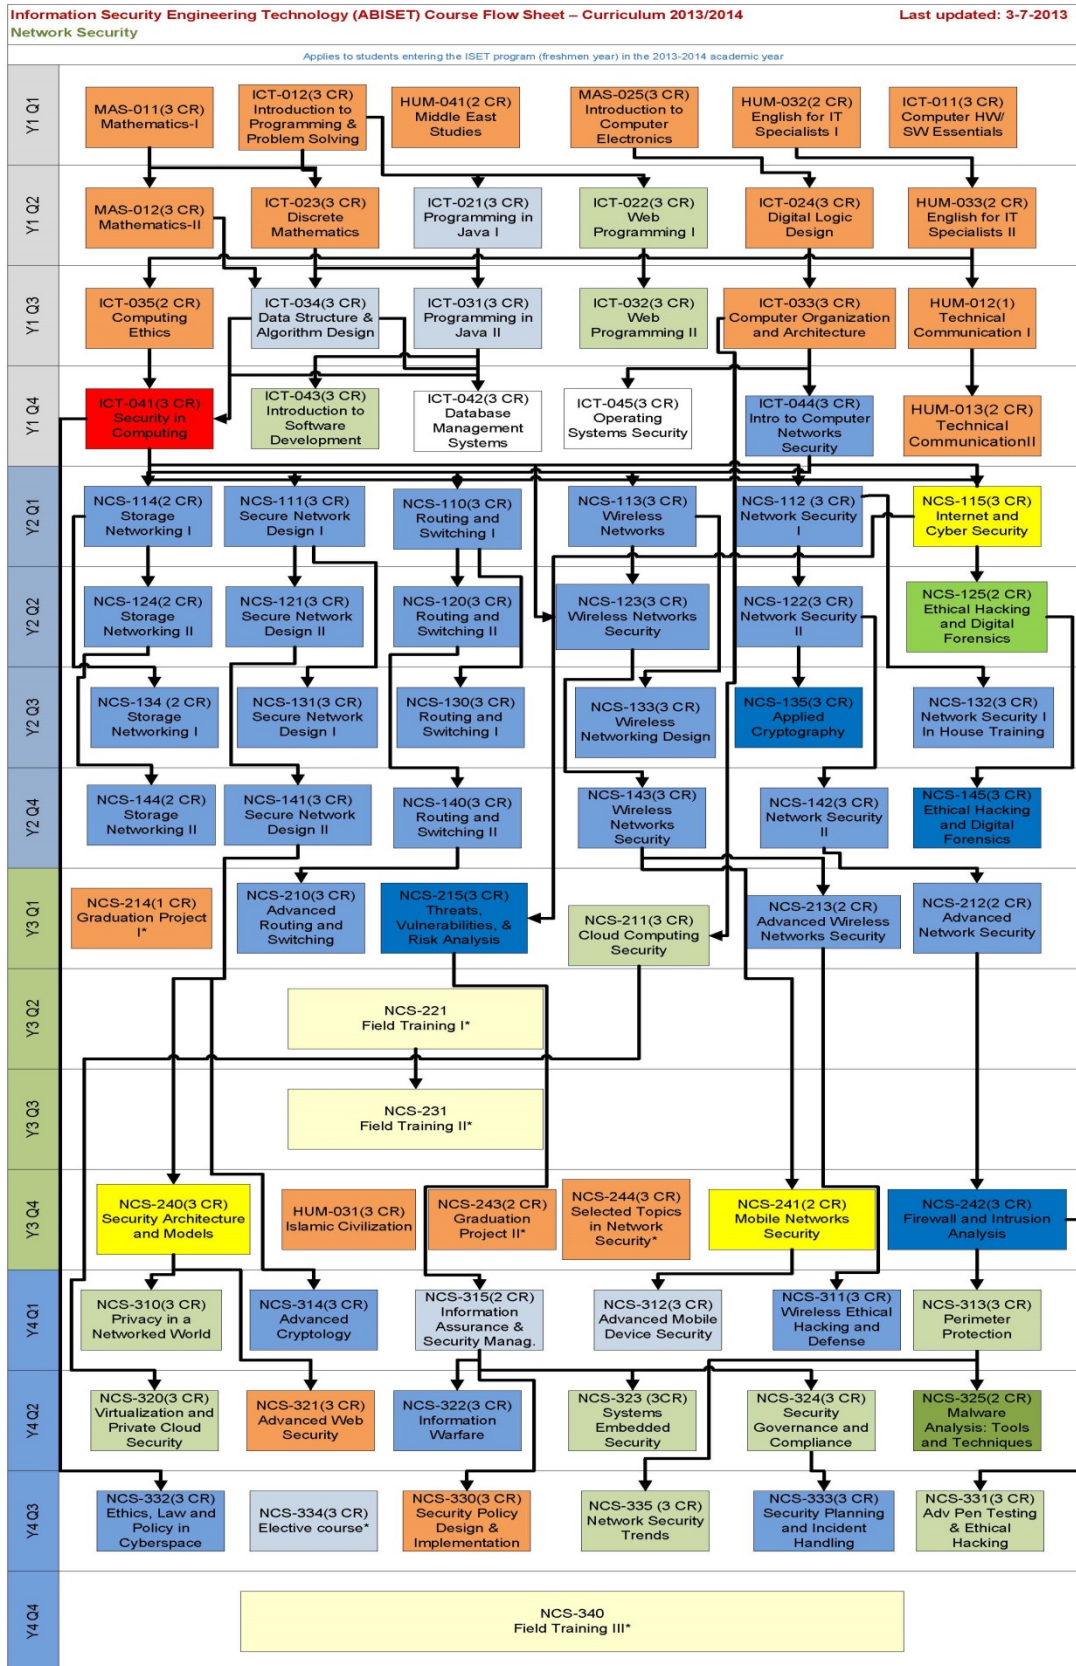 Information Security Engineering Technology (ABISET) Course Flow Sheet – Curriculum 2013/2014
Last updated: 3-7-2013
Network Security
Applies to students entering the ISET program (freshmen year) in the 2013-2014 academic year
Y1 Q1
MAS-011(3 CR)
Mathematics-I
ICT-012(3 CR)
Introduction to
Programming &
Problem Solving
HUM-041(2 CR)
Middle East
Studies
MAS-025(3 CR)
Introduction to
Computer
Electronics
HUM-032(2 CR)
English for IT
Specialists I
ICT-011(3 CR)
Computer HW/
SW Essentials
Y1 Q2
MAS-012(3 CR)
Mathematics-II
ICT-023(3 CR)
Discrete
Mathematics
ICT-021(3 CR)
Programming in
Java I
ICT-022(3 CR)
Web
Programming I
ICT-024(3 CR)
Digital Logic
Design
HUM-033(2 CR)
English for IT
Specialists II
Y1 Q3
ICT-035(2 CR)
Computing
Ethics
ICT-034(3 CR)
Data Structure &
Algorithm Design
ICT-031(3 CR)
Programming in
Java II
ICT-032(3 CR)
Web
Programming II
ICT-033(3 CR)
Computer Organization
and Architecture
HUM-012(1)
Technical
Communication I
Y1 Q4
ICT-041(3 CR)
Security in
Computing
ICT-043(3 CR)
Introduction to
Software
Development
ICT-042(3 CR)
Database
Management
Systems
ICT-045(3 CR)
Operating
Systems Security
ICT-044(3 CR)
Intro to Computer
Networks
Security
HUM-013(2 CR)
Technical
CommunicationII
Y2 Q1
NCS-114(2 CR)
Storage
Networking I
NCS-111(3 CR)
Secure Network
Design I
NCS-110(3 CR)
Routing and
Switching I
NCS-113(3 CR)
Wireless
Networks
NCS-112 (3 CR)
Network Security
I
NCS-115(3 CR)
Internet and
Cyber Security
Y2 Q2
NCS-124(2 CR)
Storage
Networking II
NCS-121(3 CR)
Secure Network
Design II
NCS-120(3 CR)
Routing and
Switching II
NCS-123(3 CR)
Wireless Networks
Security
NCS-122(3 CR)
Network Security
II
NCS-125(2 CR)
Ethical Hacking
and Digital
Forensics
Y2 Q3
NCS-134 (2 CR)
Storage
Networking I
NCS-131(3 CR)
Secure Network
Design I
NCS-130(3 CR)
Routing and
Switching I
NCS-133(3 CR)
Wireless
Networking Design
NCS-135(3 CR)
Applied
Cryptography
NCS-132(3 CR)
Network Security I
In House Training
Y2 Q4
NCS-144(2 CR)
Storage
Networking II
NCS-141(3 CR)
Secure Network
Design II
NCS-140(3 CR)
Routing and
Switching II
NCS-143(3 CR)
Wireless
Networks
Security
NCS-142(3 CR)
Network Security
II
NCS-145(3 CR)
Ethical Hacking
and Digital
Forensics
Y3 Q1
NCS-214(1 CR)
Graduation Project
I*
NCS-210(3 CR)
Advanced
Routing and
Switching
NCS-215(3 CR)
Threats,
Vulnerabilities, &
Risk Analysis
NCS-211(3 CR)
Cloud Computing
Security
NCS-213(2 CR)
Advanced Wireless
Networks Security
NCS-212(2 CR)
Advanced
Network Security
Y3 Q2
NCS-221
Field Training I*
Y3 Q3
NCS-231
Field Training II*
Y3 Q4
NCS-240(3 CR)
Security Architecture
and Models
HUM-031(3 CR)
Islamic Civilization
NCS-243(2 CR)
Graduation
Project II*
NCS-244(3 CR)
Selected Topics
in Network
Security*
NCS-241(2 CR)
Mobile Networks
Security
NCS-242(3 CR)
Firewall and Intrusion
Analysis
Y4 Q1
NCS-310(3 CR)
Privacy in a
Networked World
NCS-314(3 CR)
Advanced
Cryptology
NCS-315(2 CR)
Information
Assurance &
Security Manag.
NCS-312(3 CR)
Advanced Mobile
Device Security
NCS-311(3 CR)
Wireless Ethical
Hacking and
Defense
NCS-313(3 CR)
Perimeter
Protection
Y4 Q2
NCS-320(3 CR)
Virtualization and
Private Cloud
Security
NCS-321(3 CR)
Advanced Web
Security
NCS-322(3 CR)
Information
Warfare
NCS-323 (3CR)
Systems
Embedded
Security
NCS-324(3 CR)
Security
Governance and
Compliance
NCS-325(2 CR)
Malware
Analysis: Tools
and Techniques
Y4 Q3
NCS-332(3 CR)
Ethics, Law and
Policy in
Cyberspace
NCS-334(3 CR)
Elective course*
NCS-330(3 CR)
Security Policy
Design &
Implementation
NCS-335 (3 CR)
Network Security
Trends
NCS-333(3 CR)
Security Planning
and Incident
Handling
NCS-331(3 CR)
Adv Pen Testing
& Ethical
Hacking
Y4 Q4
NCS-340
Field Training III*